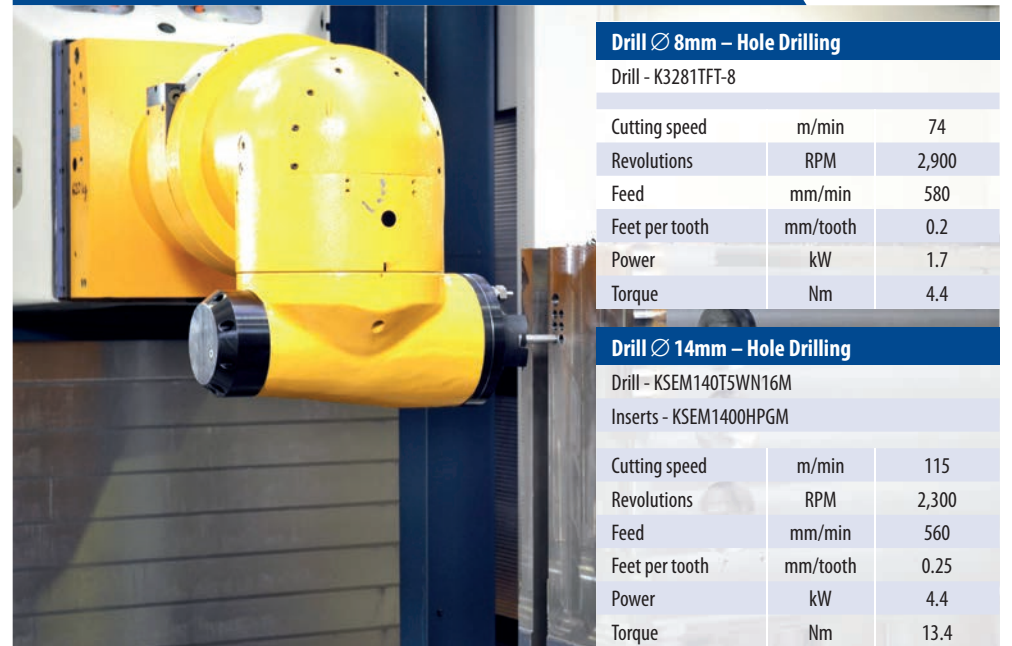 Drill ∅ 8mm – Hole Drilling
Drill - K3281TFT-8
Cutting speed m/min 74
Revolutions RPM 2,900
Feed mm/min 580
Feet per tooth mm/tooth 0.2
Power kW 1.7
Torque Nm 4.4
Drill ∅ 14mm – Hole Drilling
Drill - KSEM140T5WN16M
Inserts - KSEM1400HPGM
Cutting speed m/min 115
Revolutions RPM 2,300
Feed mm/min 560
Feet per tooth mm/tooth 0.25
Power kW 4.4
Torque Nm 13.4